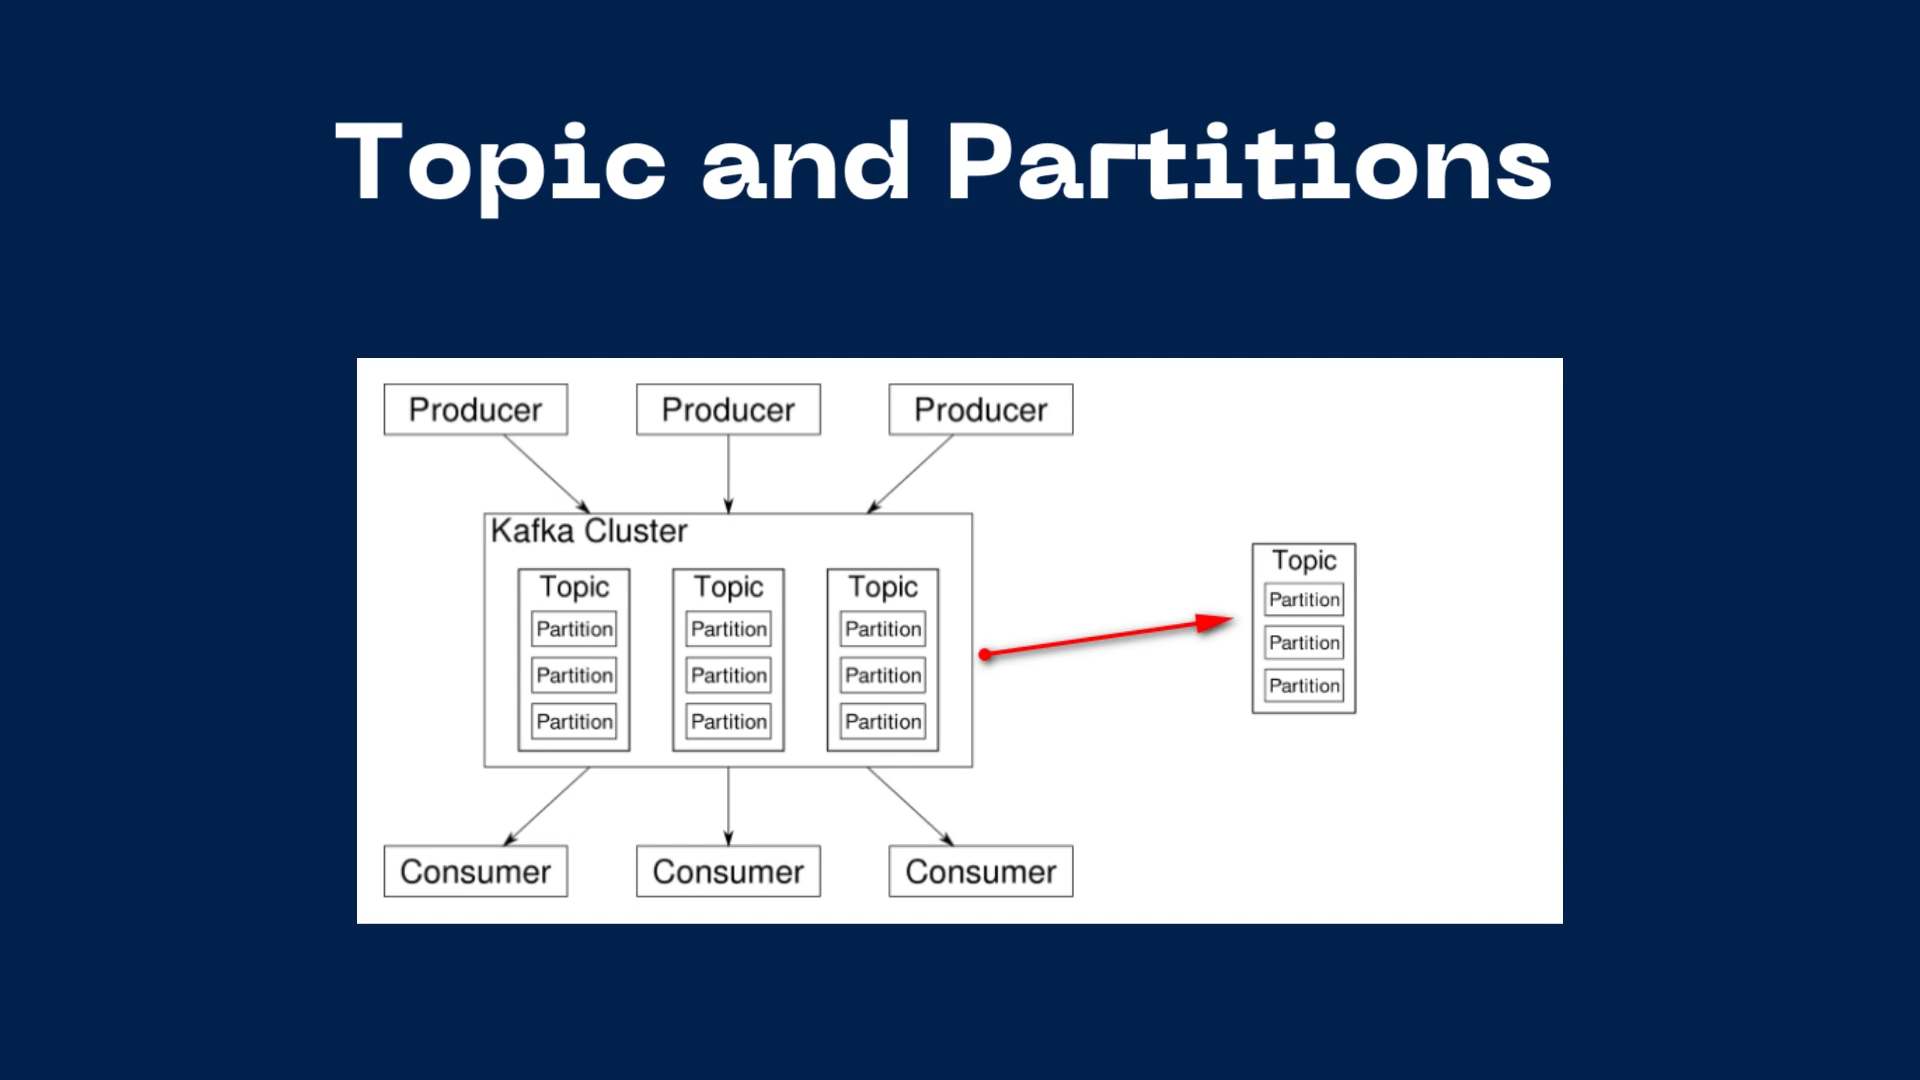 Topic and Partitions
Producer Producer Producer
Kafka Cluster
Topic Topic Topic
Partition Partition Partition
Partition Partition Partition
Partition Partition Partition
Topic
Partition
Partition
Partition
Consumer Consumer Consumer